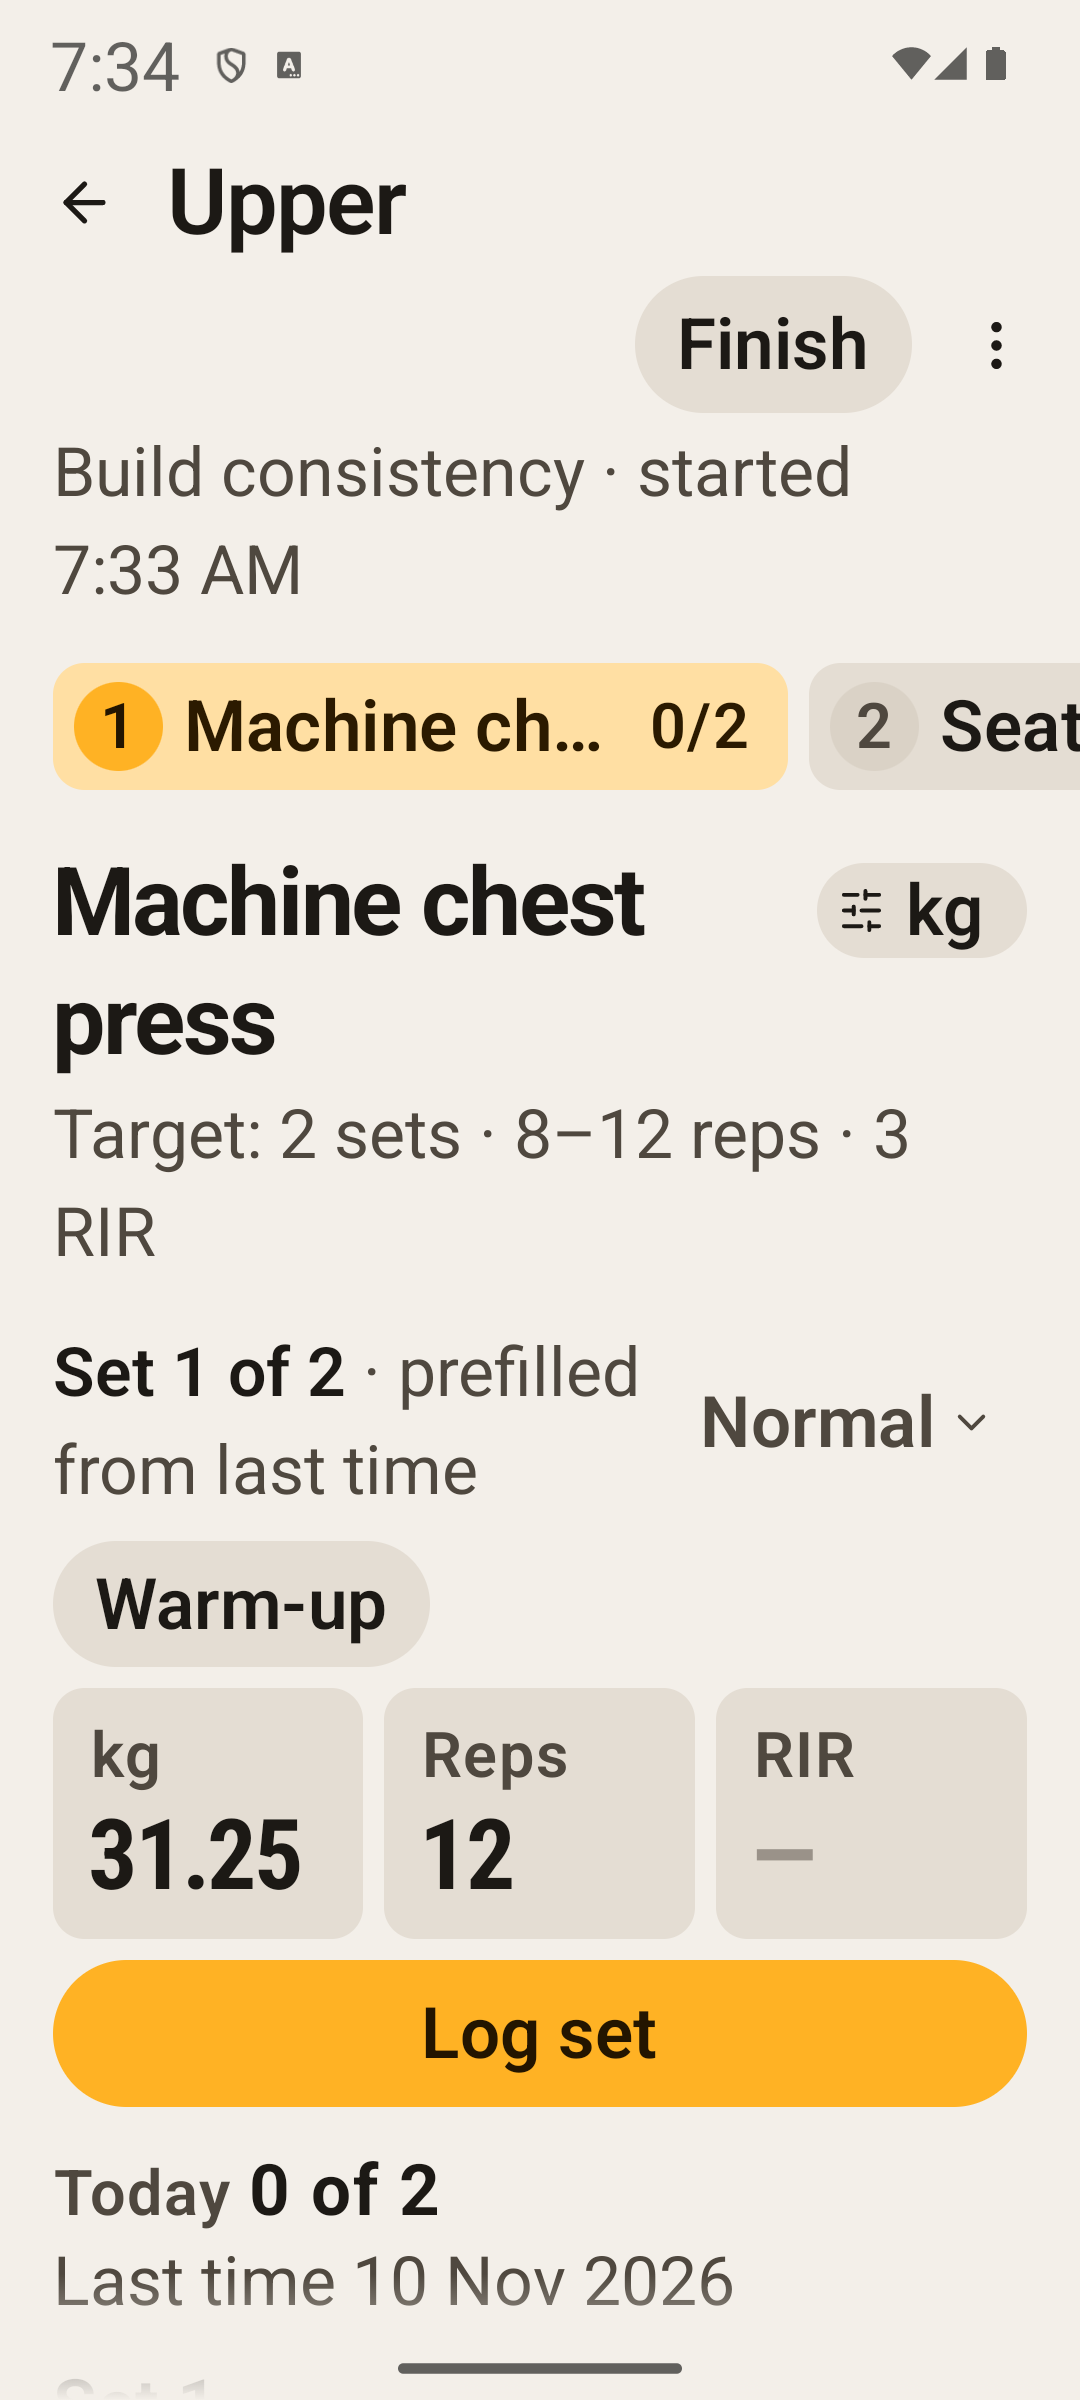 7:34
Upper
Finish
Build consistency · started
7:33 AM
1 Machine ch... 0/2
2 Seat
Machine chest
press
kg
Target: 2 sets · 8–12 reps · 3
RIR
Set 1 of 2 · prefilled
from last time
Normal
Warm-up
kg
31.25
Reps
12
RIR
–
Log set
Today 0 of 2
Last time 10 Nov 2026
Set 1